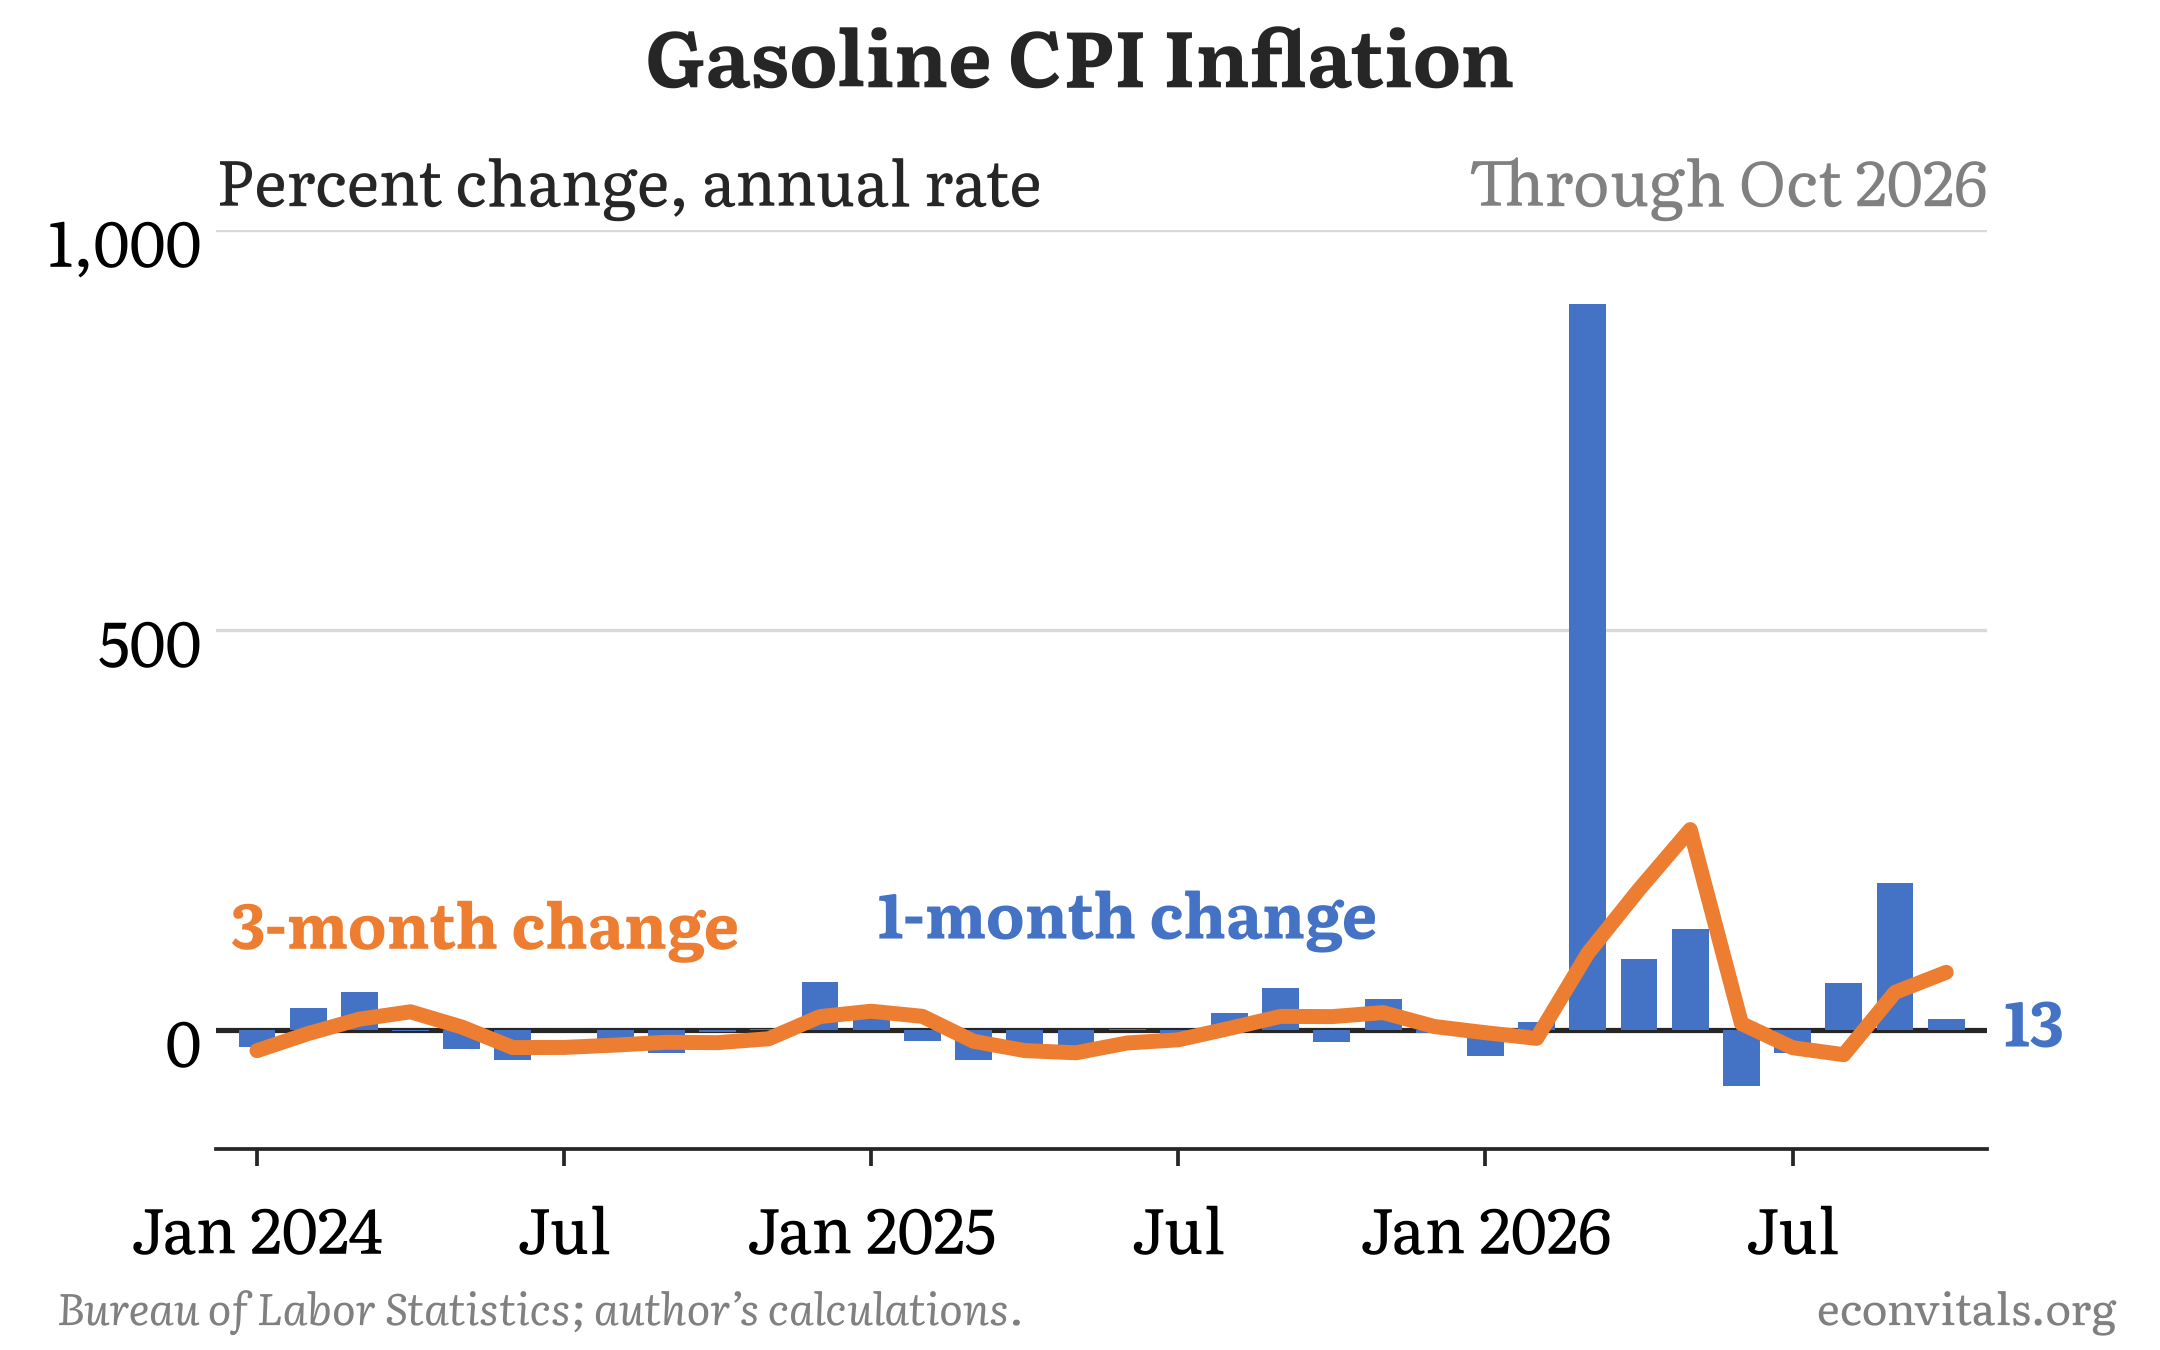 Gasoline CPI Inflation
Percent change, annual rate
Through Oct 2026
1,000
500
3-month change
1-month change
0
13
Jan 2024
Jul
Jan 2025
Jul
Jan 2026
Jul
Bureau of Labor Statistics; author's calculations.
econvitals.org